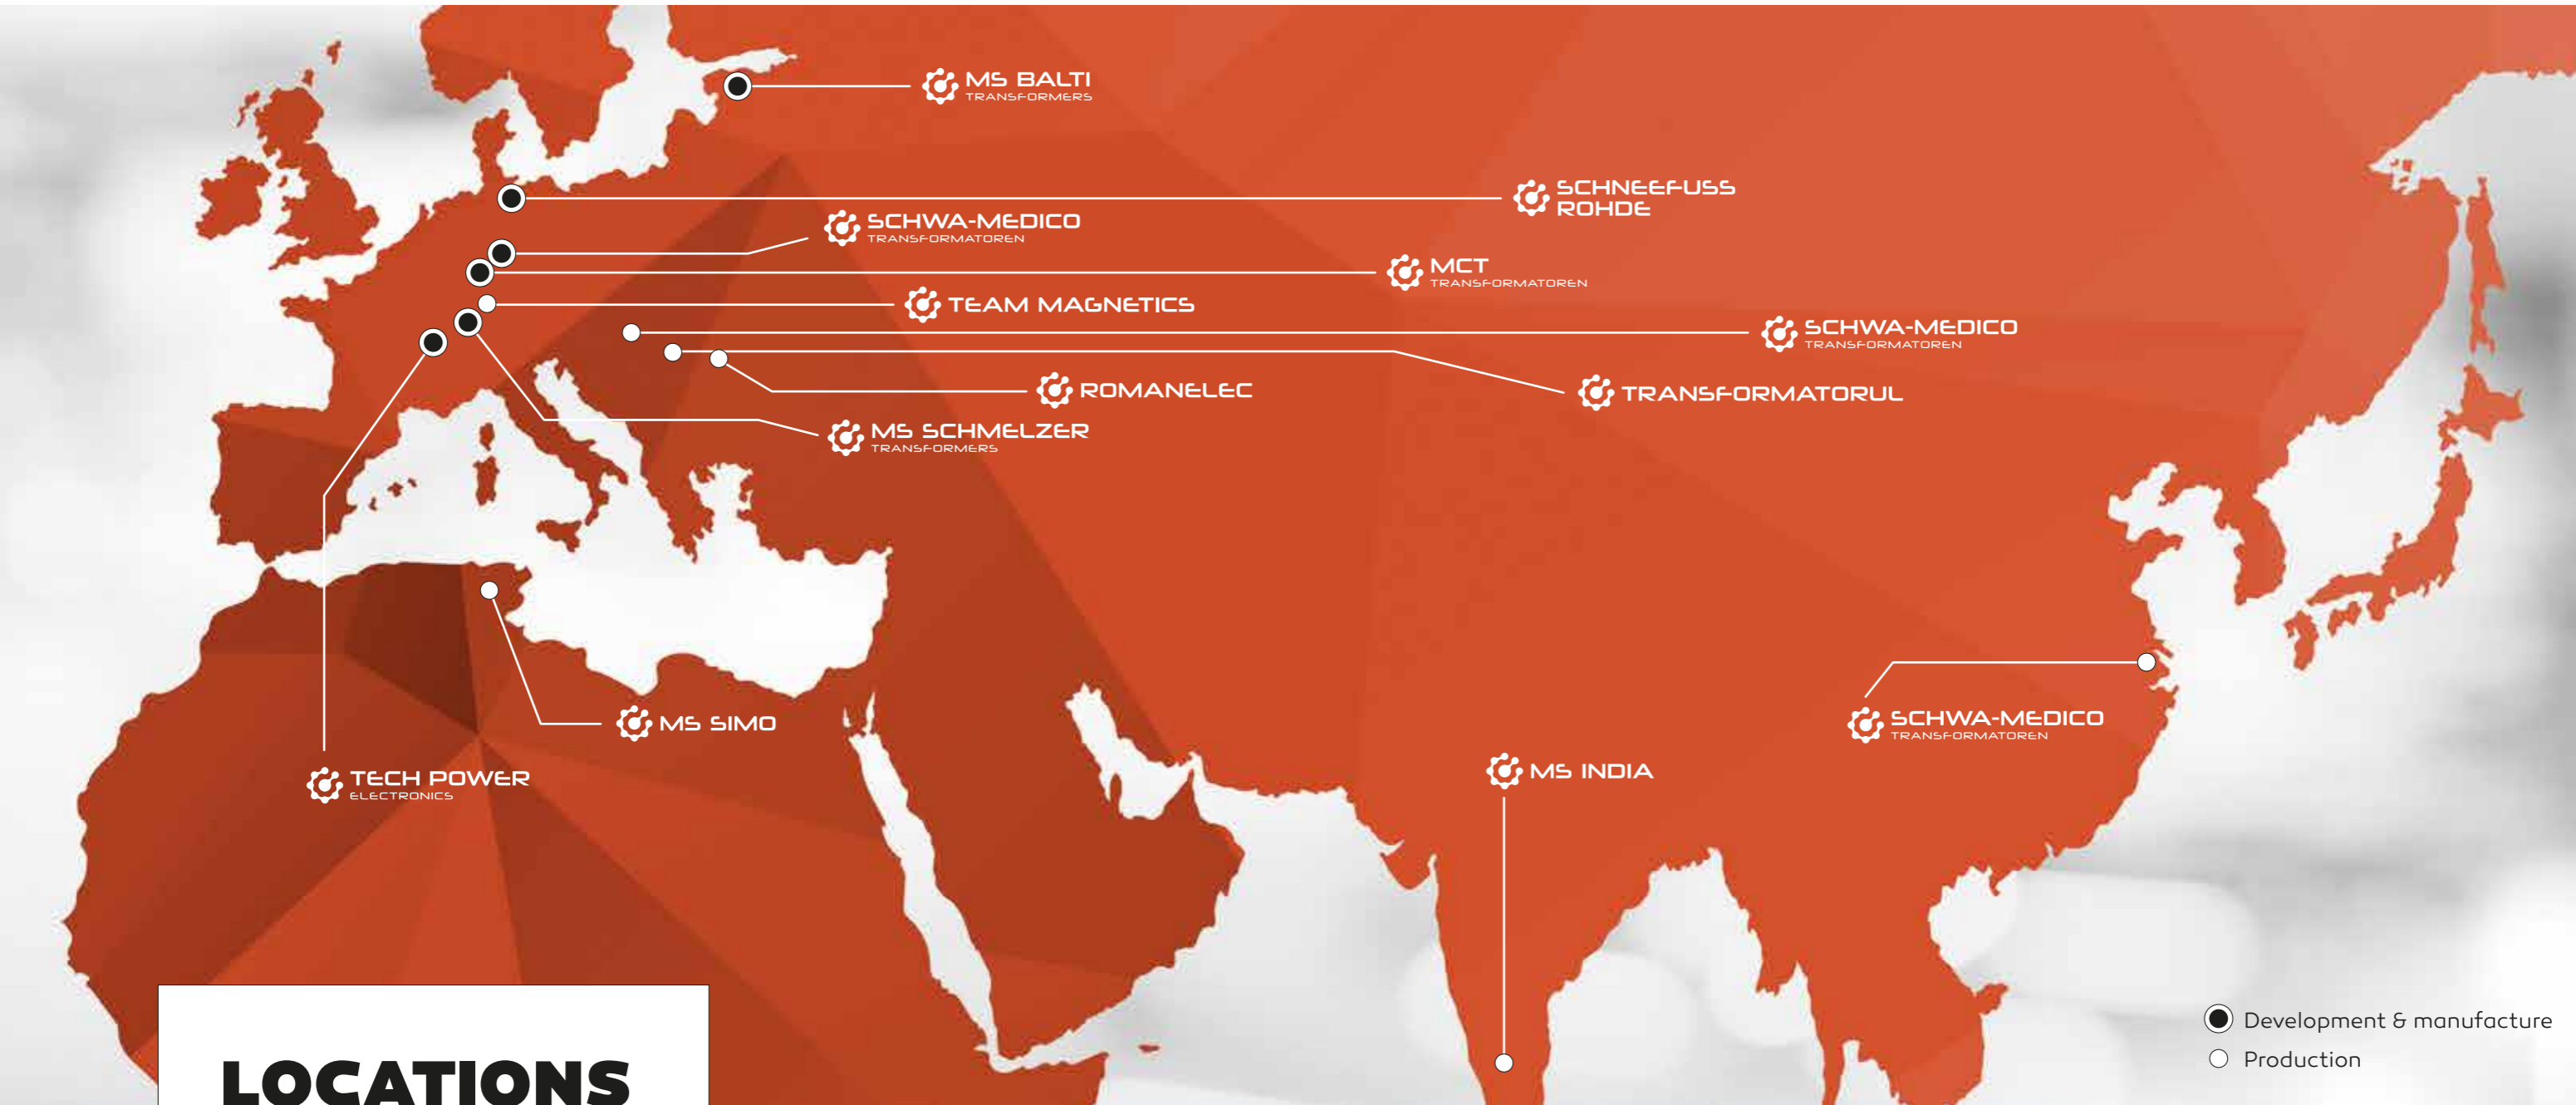 MS BALTI
TRANSFORMERS
SCHNEEFUSS
ROHDE
SCHWA-MEDICO
TRANSFORMATOREN
MCT
TRANSFORMATOREN
TEAM MAGNETICS
SCHWA-MEDICO
TRANSFORMATOREN
ROMANELEC
TRANSFORMATORUL
MS SCHMELZER
TRANSFORMERS
MS SIMO
SCHWA-MEDICO
TRANSFORMATOREN
TECH POWER
ELECTRONICS
MS INDIA
Development & manufacture
Production
LOCATIONS